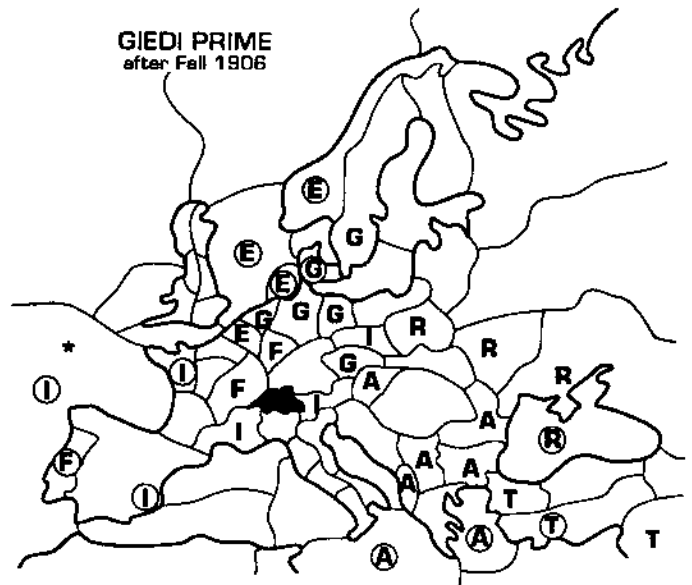 GIEDI PRIME
after Fall 1906
E
G
E
G
E
G G G
E I R
* F R
G
I A R
I F
I
A
I R
F A A
A
I T
T
A T
A